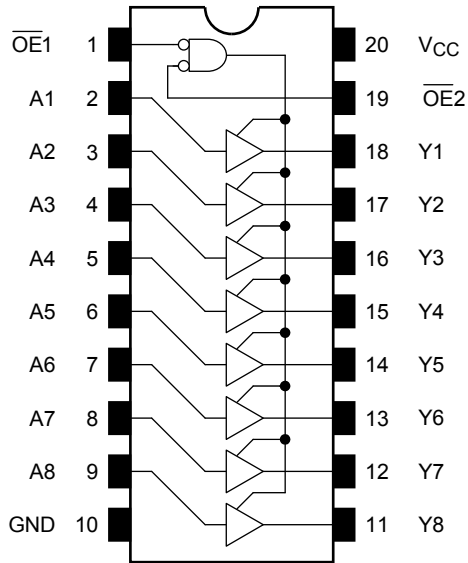 O̅E̅1 1 20 VCC
A1 2 19 O̅E̅2
A2 3 18 Y1
A3 4 17 Y2
A4 5 16 Y3
A5 6 15 Y4
A6 7 14 Y5
A7 8 13 Y6
A8 9 12 Y7
GND 10 11 Y8